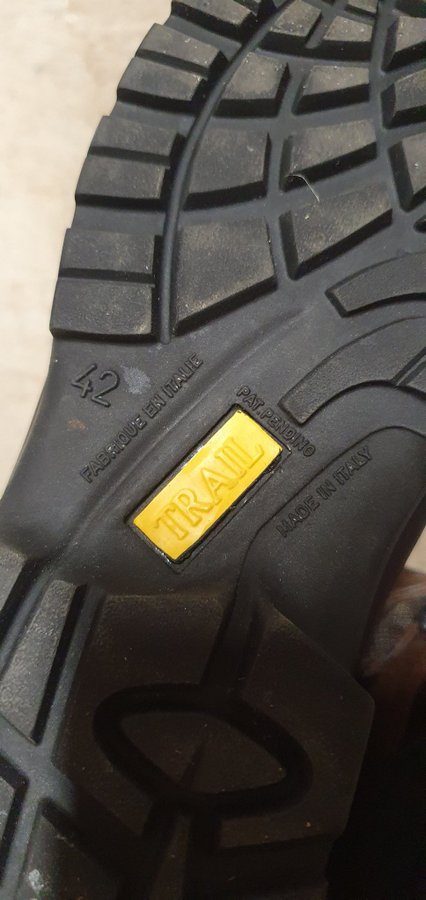 42
FABRIQUE EN ITALIE
PAT. PENDING
TRAIL
MADE IN ITALY